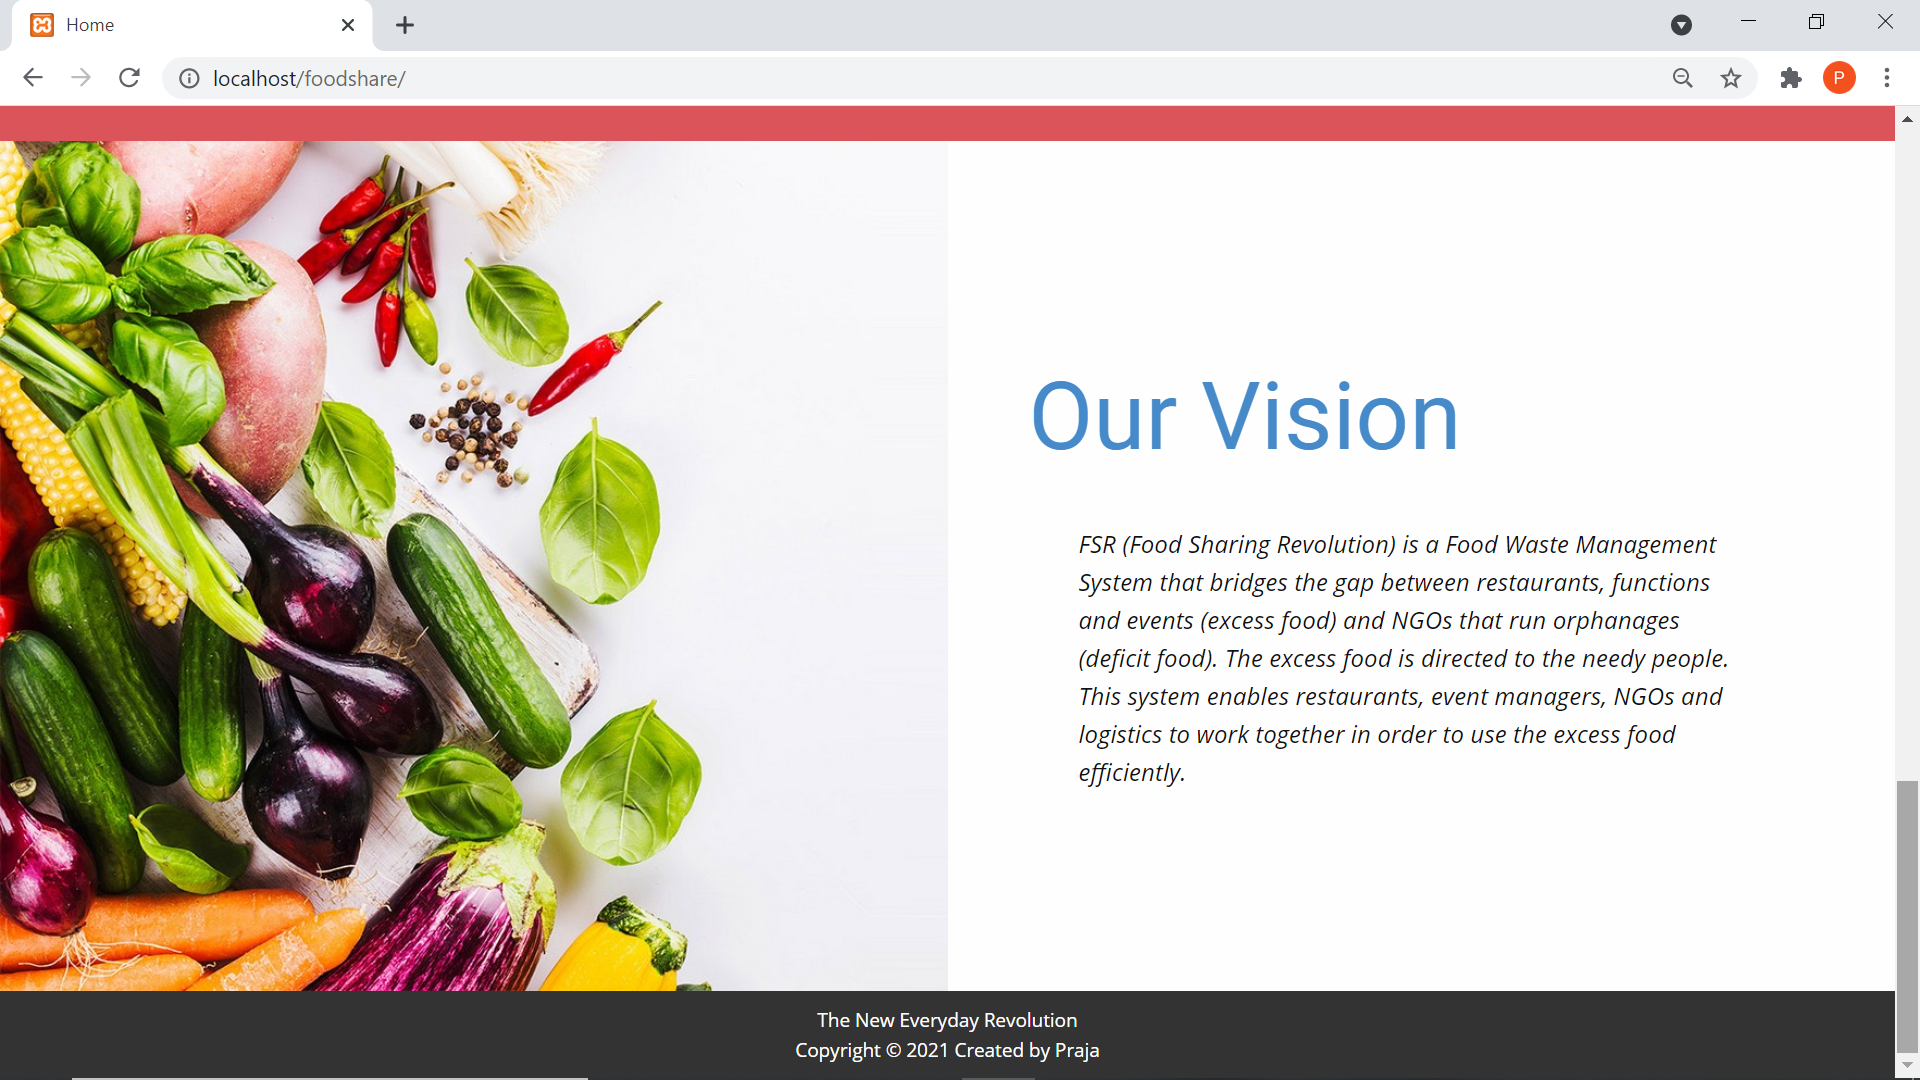 Home
localhost/foodshare/
P
Our Vision
FSR (Food Sharing Revolution) is a Food Waste Management
System that bridges the gap between restaurants, functions
and events (excess food) and NGOs that run orphanages
(deficit food). The excess food is directed to the needy people.
This system enables restaurants, event managers, NGOs and
logistics to work together in order to use the excess food
efficiently.
The New Everyday Revolution
Copyright © 2021 Created by Praja